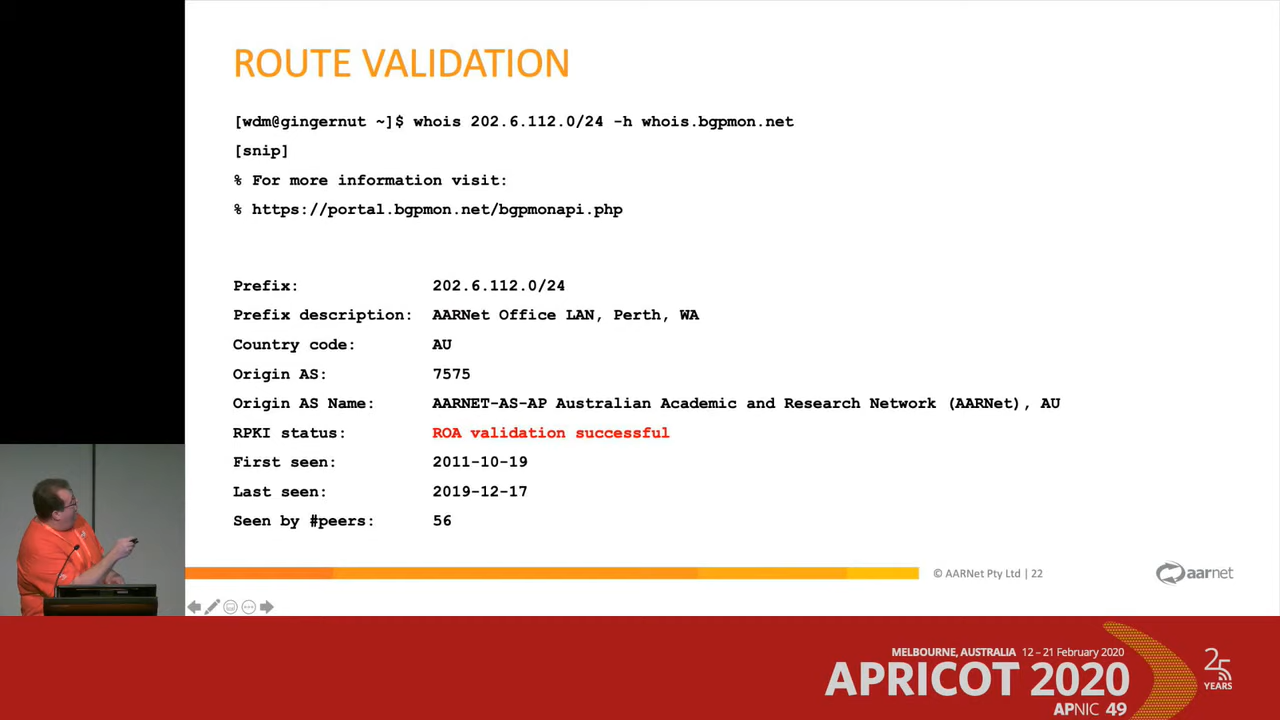 ROUTE VALIDATION
[wdm@gingernut ~]$ whois 202.6.112.0/24 -h whois.bgpmon.net
[snip]
% For more information visit:
% https://portal.bgpmon.net/bgpmonapi.php
Prefix: 202.6.112.0/24
Prefix description: AARNet Office LAN, Perth, WA
Country code: AU
Origin AS: 7575
Origin AS Name: AARNET-AS-AP Australian Academic and Research Network (AARNet), AU
RPKI status: ROA validation successful
First seen: 2011-10-19
Last seen: 2019-12-17
Seen by #peers: 56
© AARNet Pty Ltd | 22
aarnet
MELBOURNE, AUSTRALIA 12 – 21 February 2020
APRICOT 2020
APNIC 49
25
YEARS